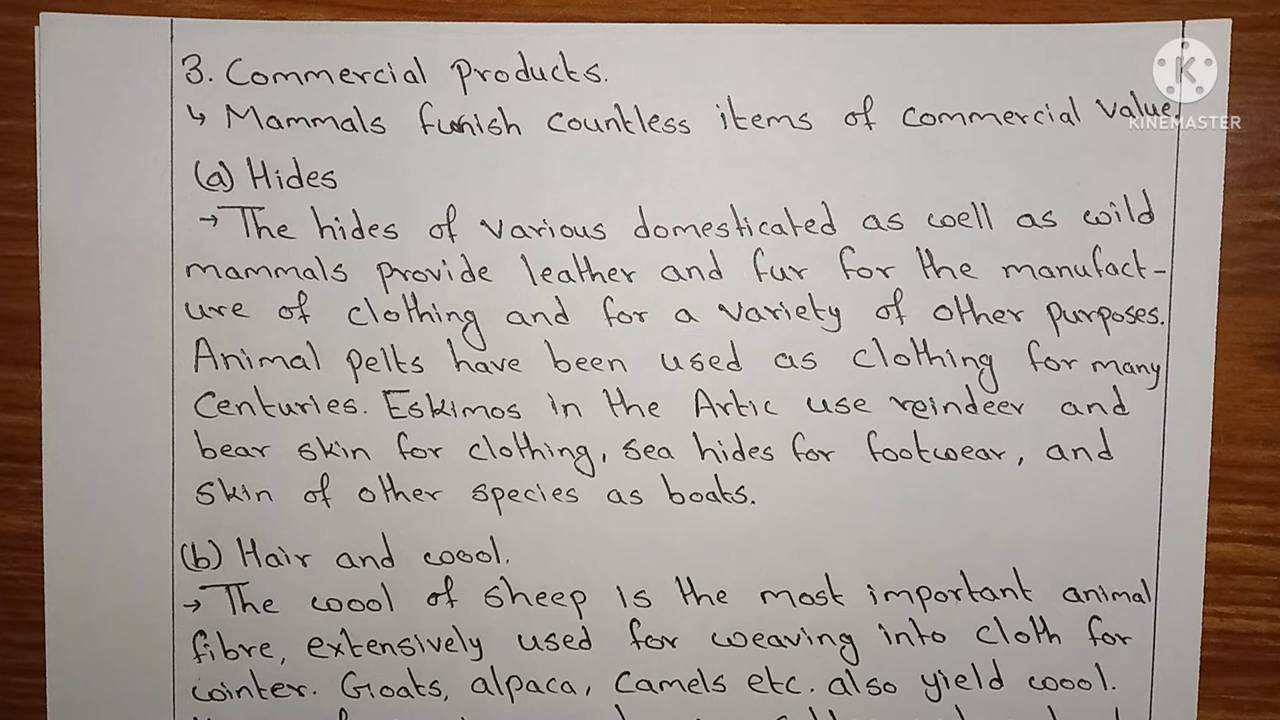 3. Commercial products.
↳ Mammals funish countless items of commercial value
(a) Hides
→ The hides of various domesticated as well as wild
mammals provide leather and fur for the manufact-
ure of clothing and for a variety of other purposes.
Animal pelts have been used as clothing for many
Centuries. Eskimos in the Artic use reindeer and
bear skin for clothing, sea hides for footwear, and
skin of other species as boats.
(b) Hair and wool.
→ The wool of sheep is the most important animal
fibre, extensively used for weaving into cloth for
winter. Goats, alpaca, Camels etc. also yield wool.
K
KINEMASTER